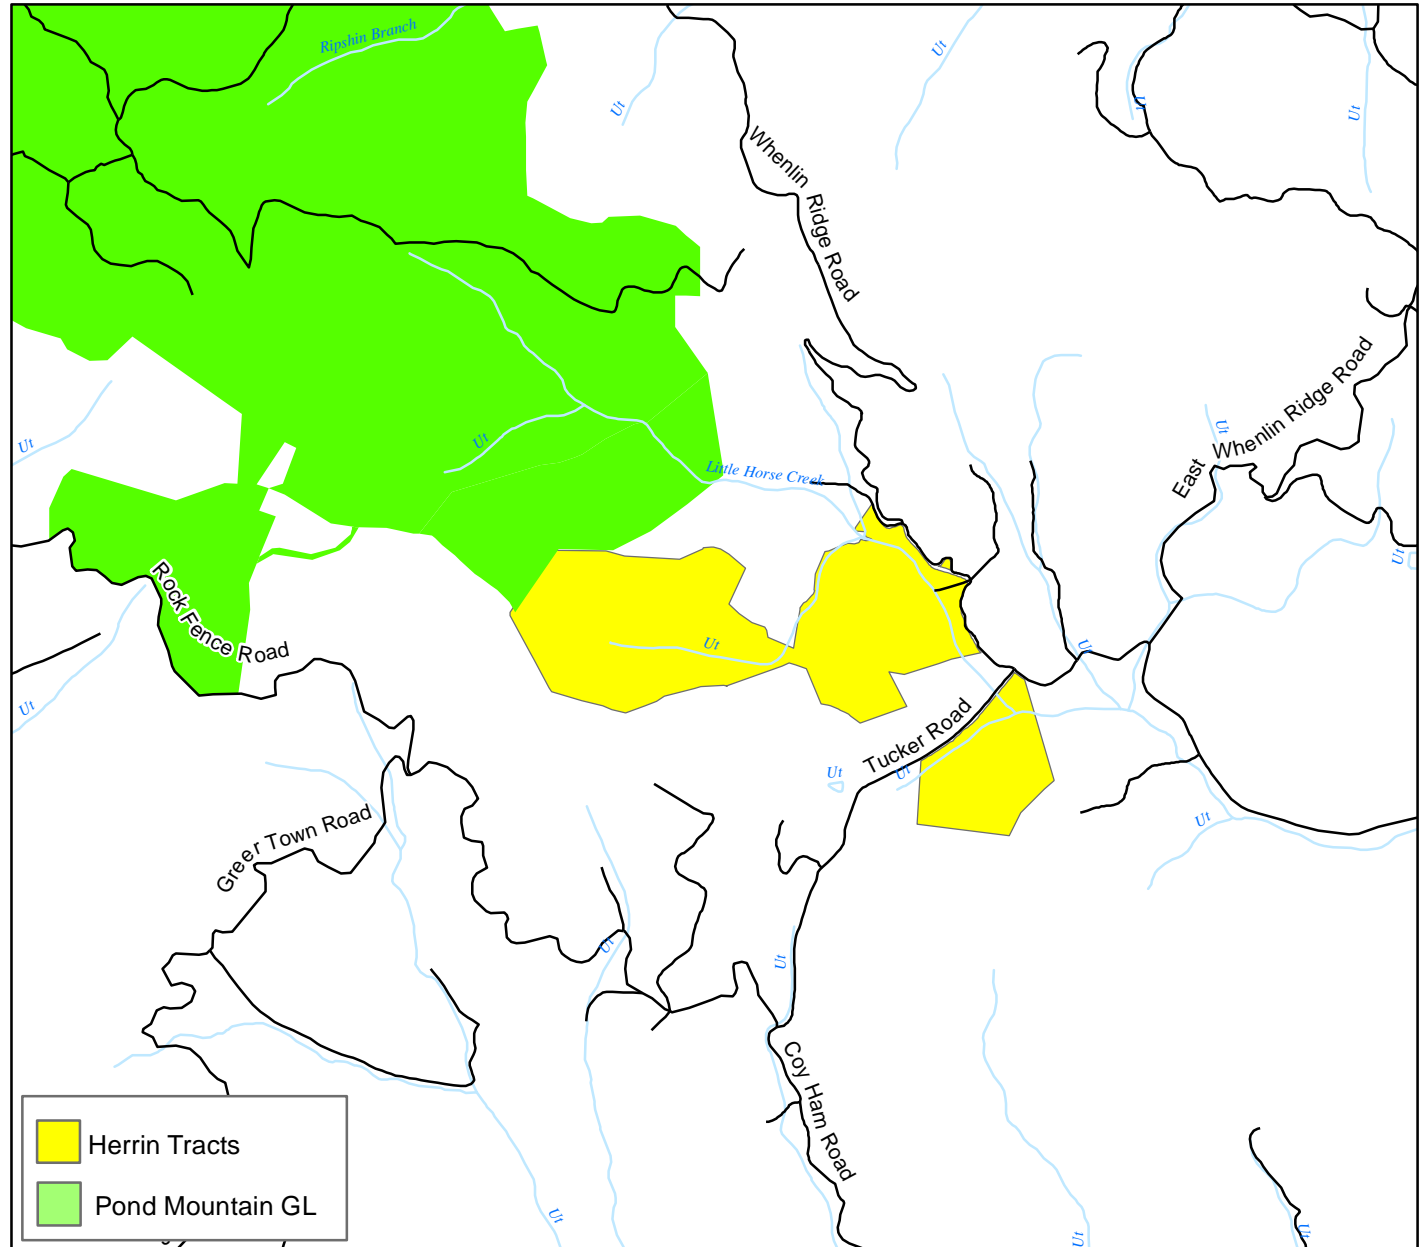 Ripshin Branch
Ut
Ut
Ut
Ut
Whenlin Ridge Road
East Whenlin Ridge Road
Ut
Ut
Ut
Little Horse Creek
Ut
Rock Fence Road
Ut
Ut
Ut
Tucker Road
Ut
Ut
Greer Town Road
Ut
Ut
Ut
Coy Ham Road
Herrin Tracts
Pond Mountain GL
Ut
Ut
Ut